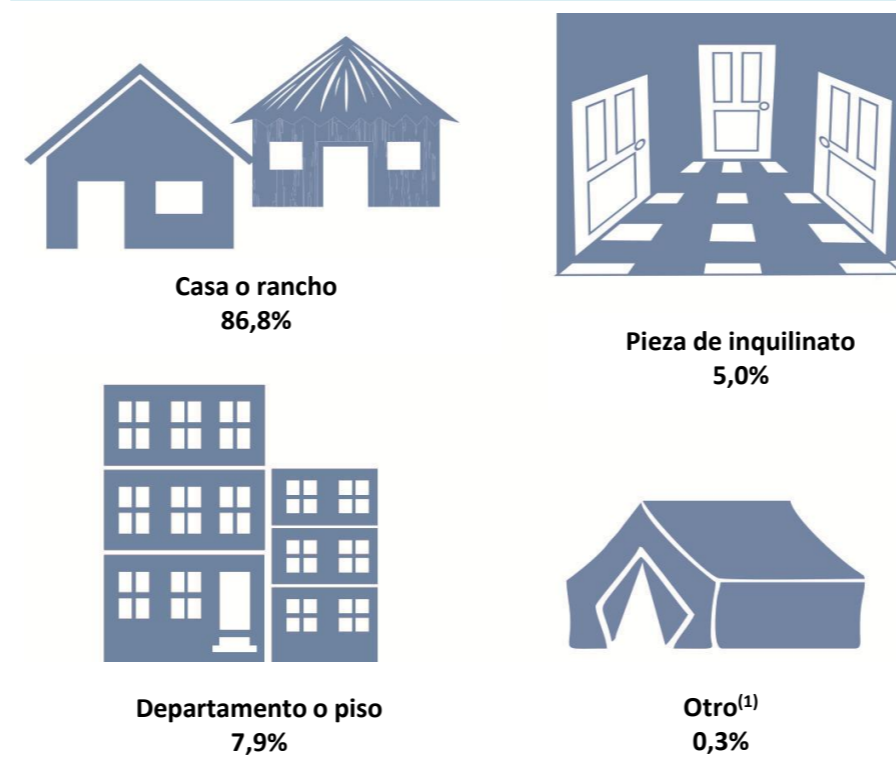 Casa o rancho
86,8%
Pieza de inquilinato
5,0%
Departamento o piso
7,9%
Otro(1)
0,3%